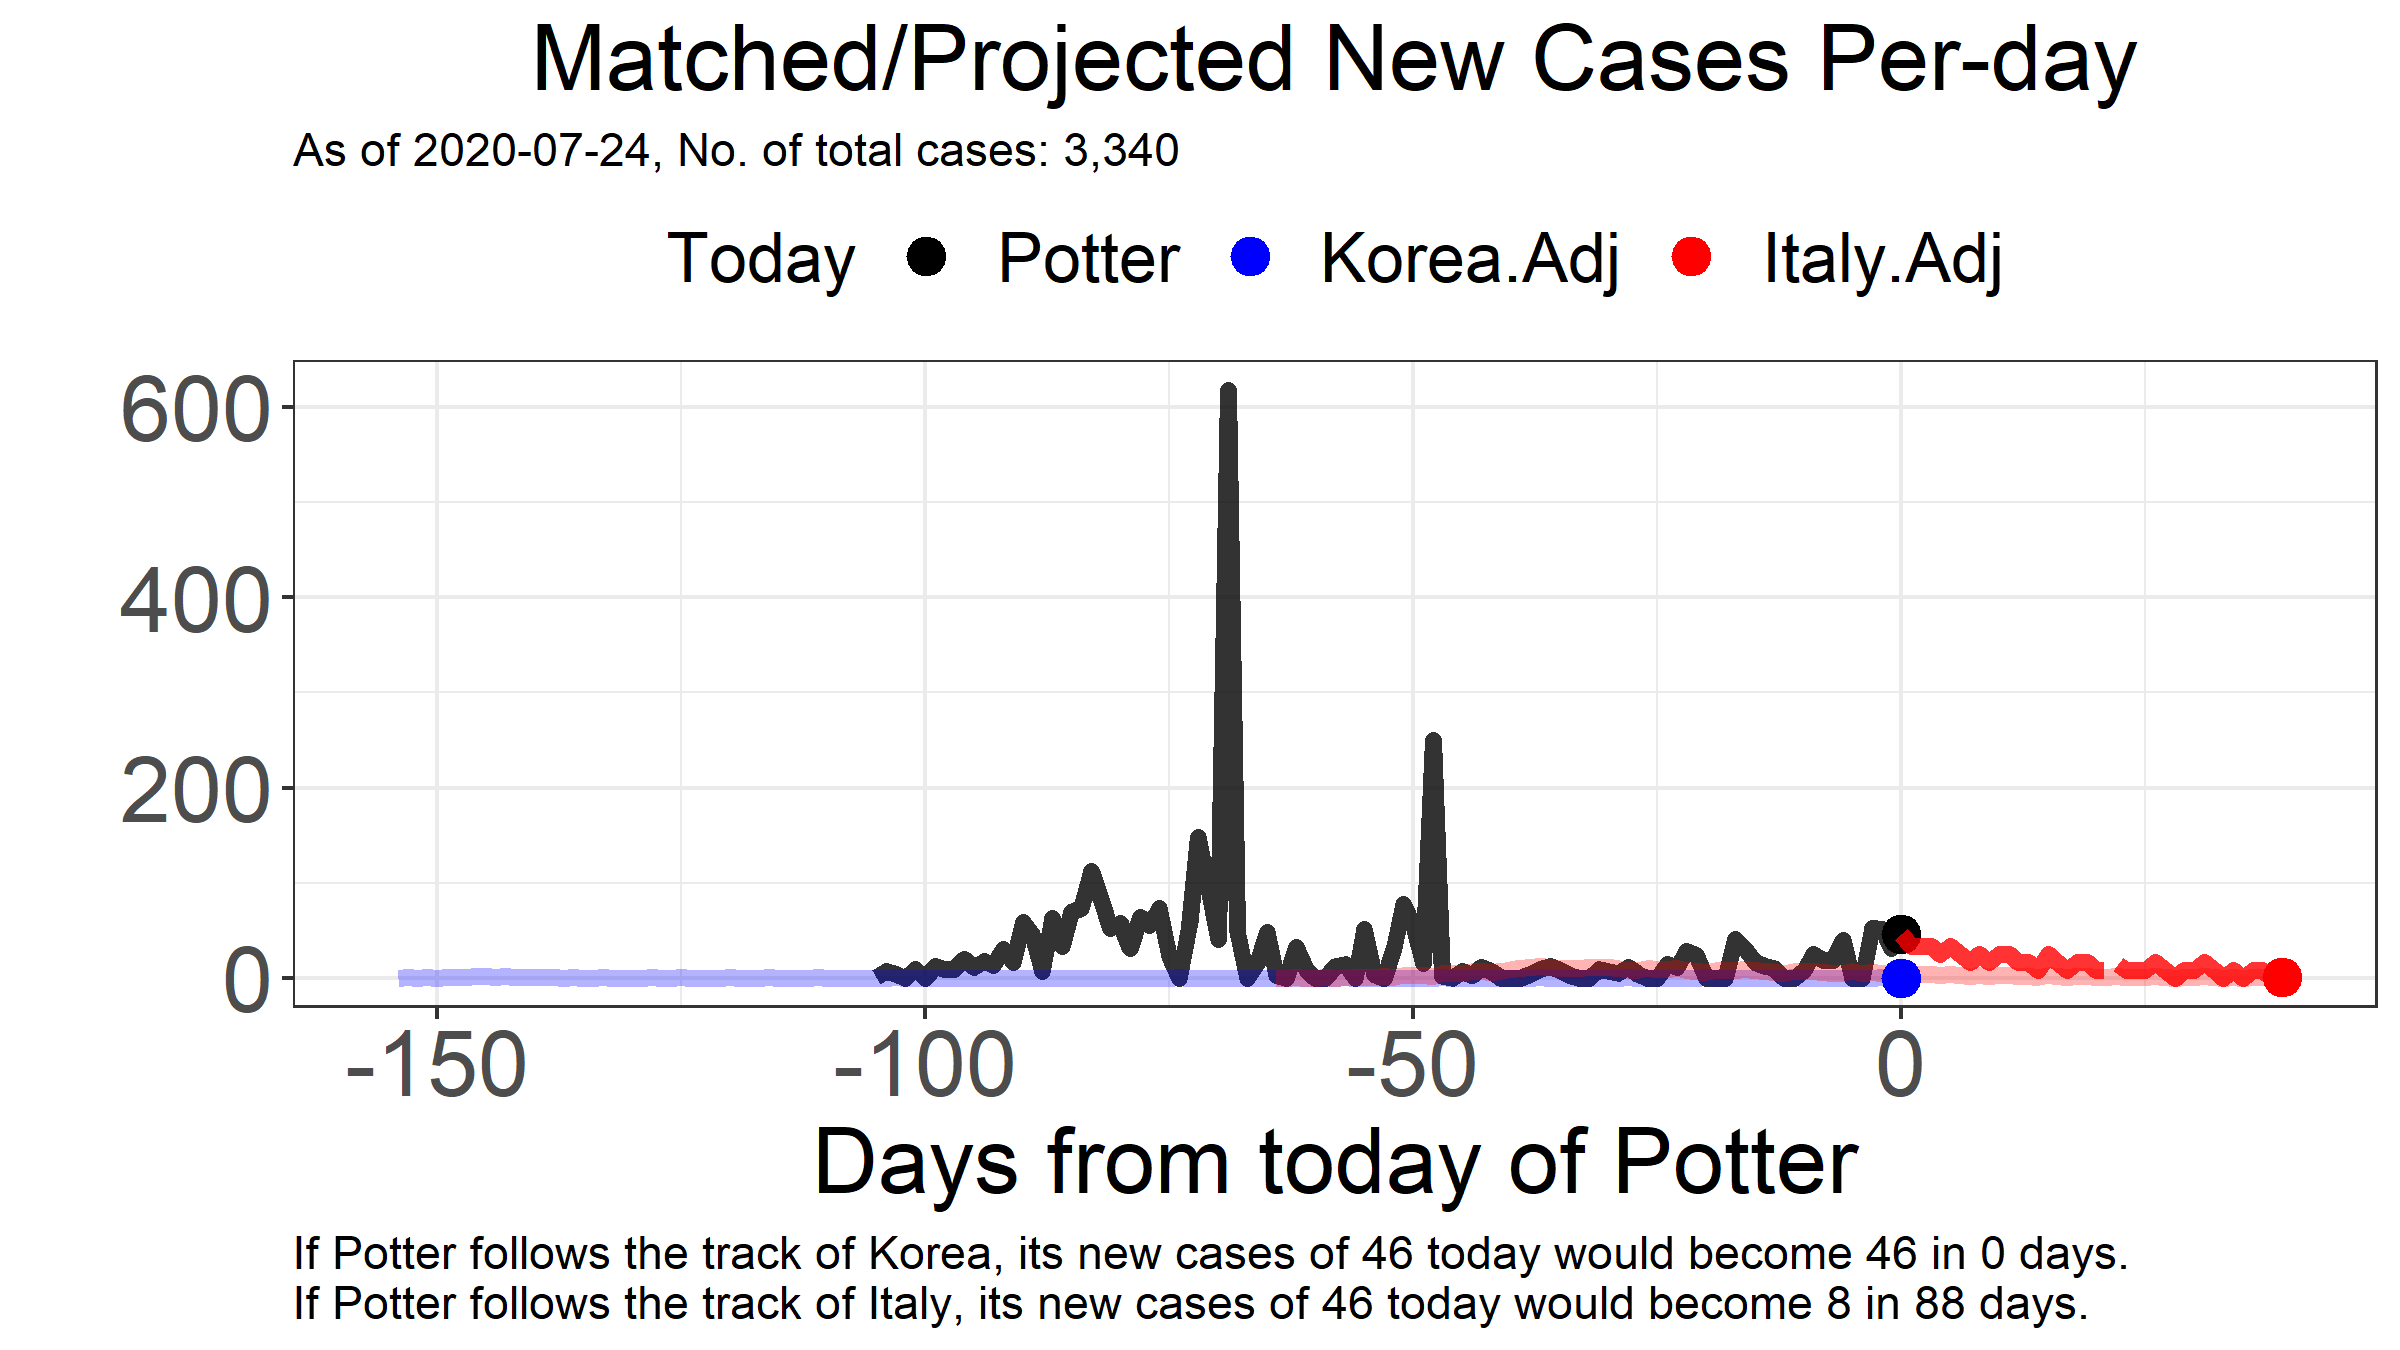 Matched/Projected New Cases Per-day
As of 2020-07-24, No. of total cases: 3,340
Today Potter Korea.Adj Italy.Adj
600
400
200
0
-150 -100 -50 0
Days from today of Potter
If Potter follows the track of Korea, its new cases of 46 today would become 46 in 0 days.
If Potter follows the track of Italy, its new cases of 46 today would become 8 in 88 days.